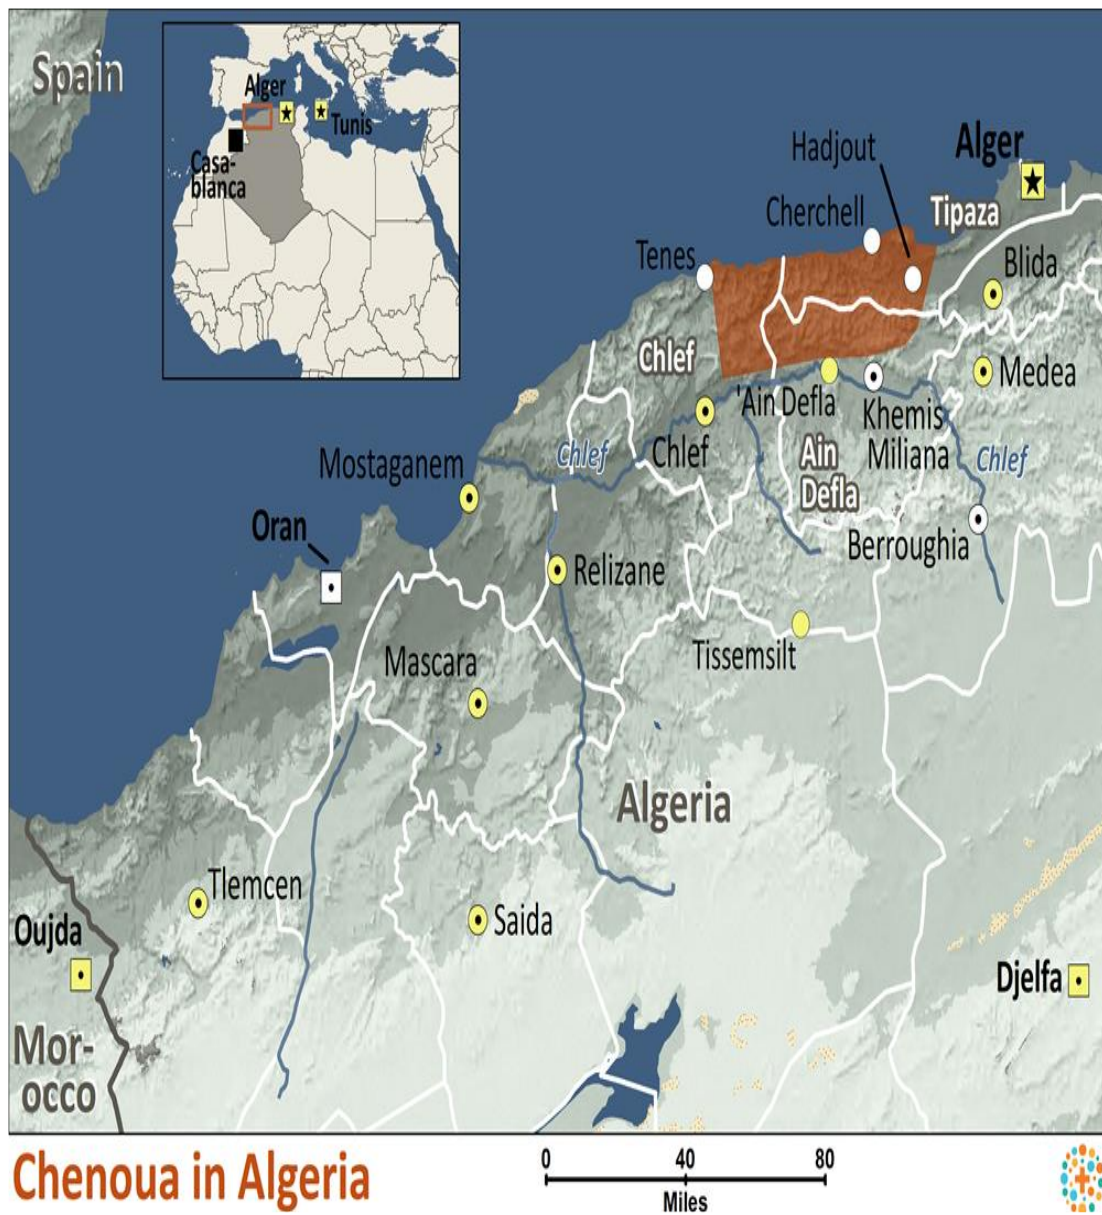 Spain
Alger
Tunis
Casa-
blanca
Hadjout
Alger
Cherchell
Tipaza
Tenes
Blida
Chlef
Medea
'Ain Defla
Khemis
Miliana
Chlef
Chlef
Ain
Defla
Chlef
Mostaganem
Oran
Berroughia
Relizane
Tissemsilt
Mascara
Algeria
Tlemcen
Saida
Oujda
Djelfa
Mor-
occo
Chenoua in Algeria
0 40 80
Miles